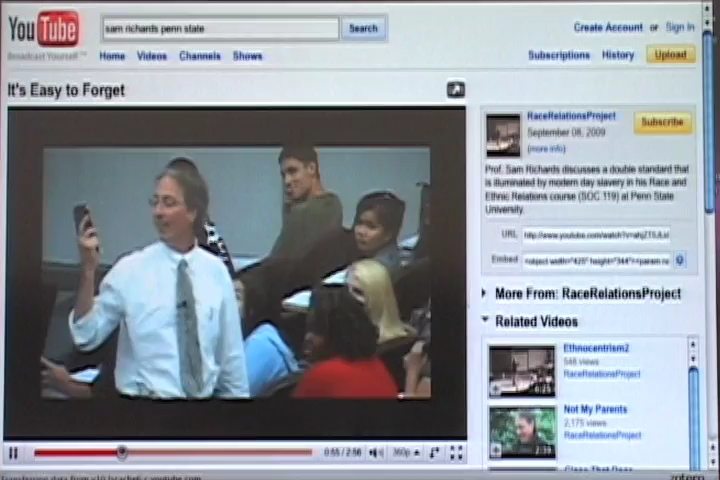 YouTube
sam richards penn state
Search
Create Account or Sign In
Broadcast Yourself™
Home Videos Channels Shows
Subscriptions History Upload
It's Easy to Forget
RaceRelationsProject
September 08, 2009
(more info)
Subscribe
Prof. Sam Richards discusses a double standard that
is illuminated by modern day slavery in his Race and
Ethnic Relations course (SOC 119) at Penn State
University.
URL
Embed
More From: RaceRelationsProject
Related Videos
Ethnocentrism2
548 views
RaceRelationsProject
Not My Parents
2,175 views
RaceRelationsProject
2:39
0:55 / 2:56 360p
zotero